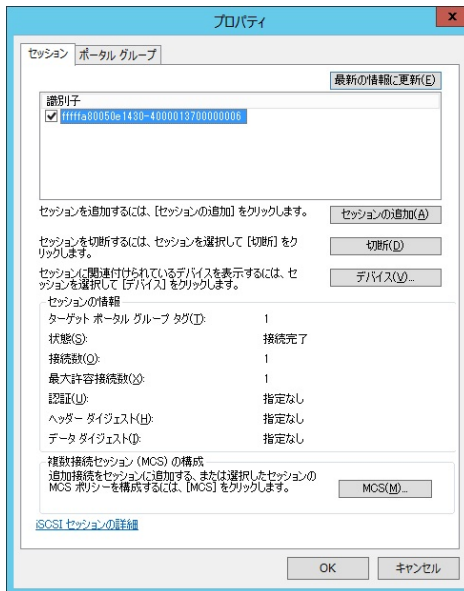 プロパティ
x
セッション ポータル グループ
最新の情報に更新(E)
識別子
fffffa80050e1430-4000013700000006
セッションを追加するには、[セッションの追加] をクリックします。
セッションの追加(A)
セッションを切断するには、セッションを選択して [切断] をク
リックします。
切断(D)
セッションに関連付けられているデバイスを表示するには、セ
ッションを選択して [デバイス] をクリックします。
デバイス(V)...
セッションの情報
ターゲット ポータル グループ タグ(T): 1
状態(S): 接続完了
接続数(O): 1
最大許容接続数(X): 1
認証(U): 指定なし
ヘッダー ダイジェスト(H): 指定なし
データ ダイジェスト(I): 指定なし
複数接続セッション (MCS) の構成
追加接続をセッションに追加する、または選択したセッションの
MCS ポリシーを構成するには、[MCS] をクリックします。
MCS(M)...
iSCSI セッションの詳細
OK キャンセル